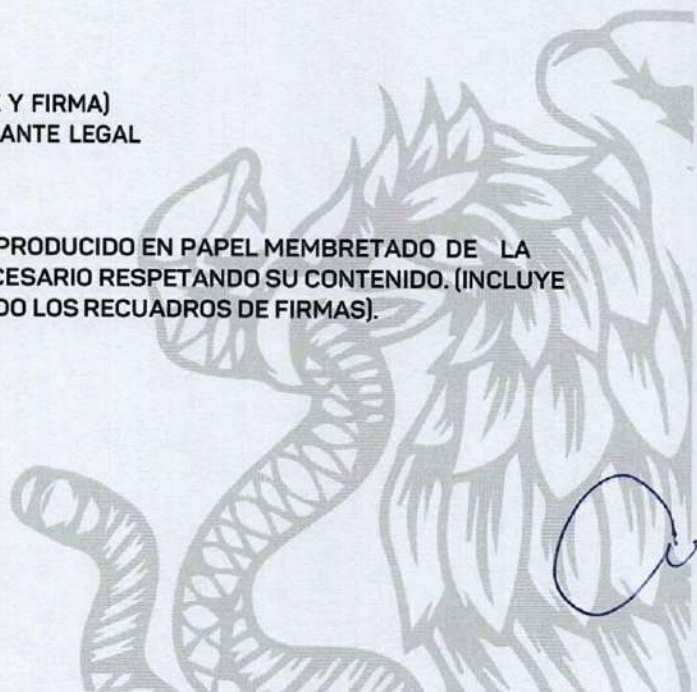 Y FIRMA)
ANTE LEGAL
PRODUCIDO EN PAPEL MEMBRETADO DE LA
CESARIO RESPETANDO SU CONTENIDO. (INCLUYE
DO LOS RECUADROS DE FIRMAS).